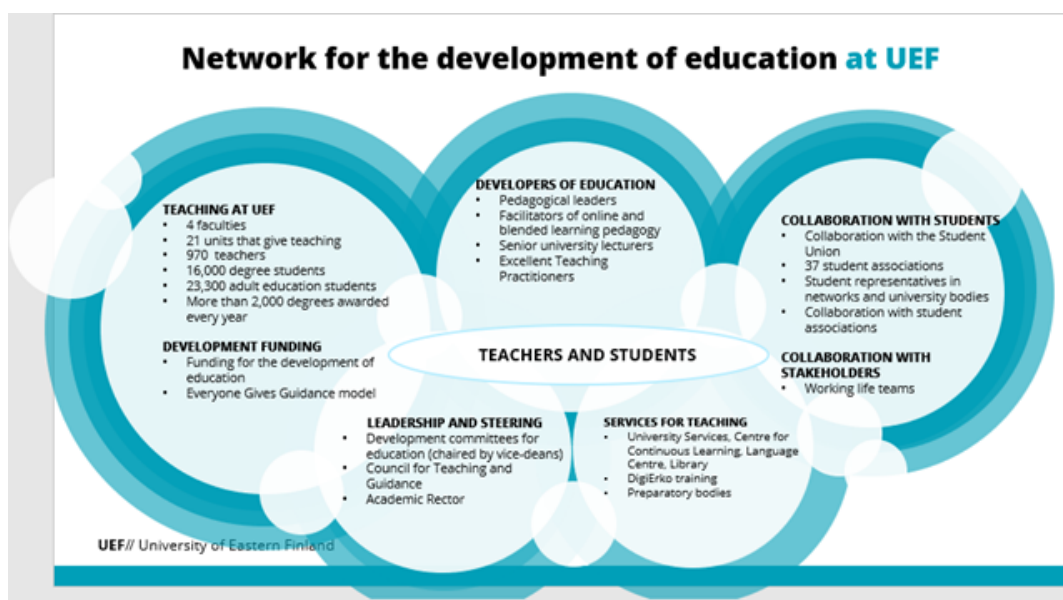 Network for the development of education at UEF
TEACHING AT UEF
• 4 faculties
• 21 units that give teaching
• 970 teachers
• 16,000 degree students
• 23,300 adult education students
• More than 2,000 degrees awarded
every year
DEVELOPMENT FUNDING
• Funding for the development of
education
• Everyone Gives Guidance model
DEVELOPERS OF EDUCATION
• Pedagogical leaders
• Facilitators of online and
blended learning pedagogy
• Senior university lecturers
• Excellent Teaching
Practitioners
COLLABORATION WITH STUDENTS
• Collaboration with the Student
Union
• 37 student associations
• Student representatives in
networks and university bodies
• Collaboration with student
associations
COLLABORATION WITH
STAKEHOLDERS
• Working life teams
TEACHERS AND STUDENTS
LEADERSHIP AND STEERING
• Development committees for
education (chaired by vice-deans)
• Council for Teaching and
Guidance
• Academic Rector
SERVICES FOR TEACHING
• University Services, Centre for
Continuous Learning, Language
Centre, Library
• DigiErko training
• Preparatory bodies
UEF// University of Eastern Finland